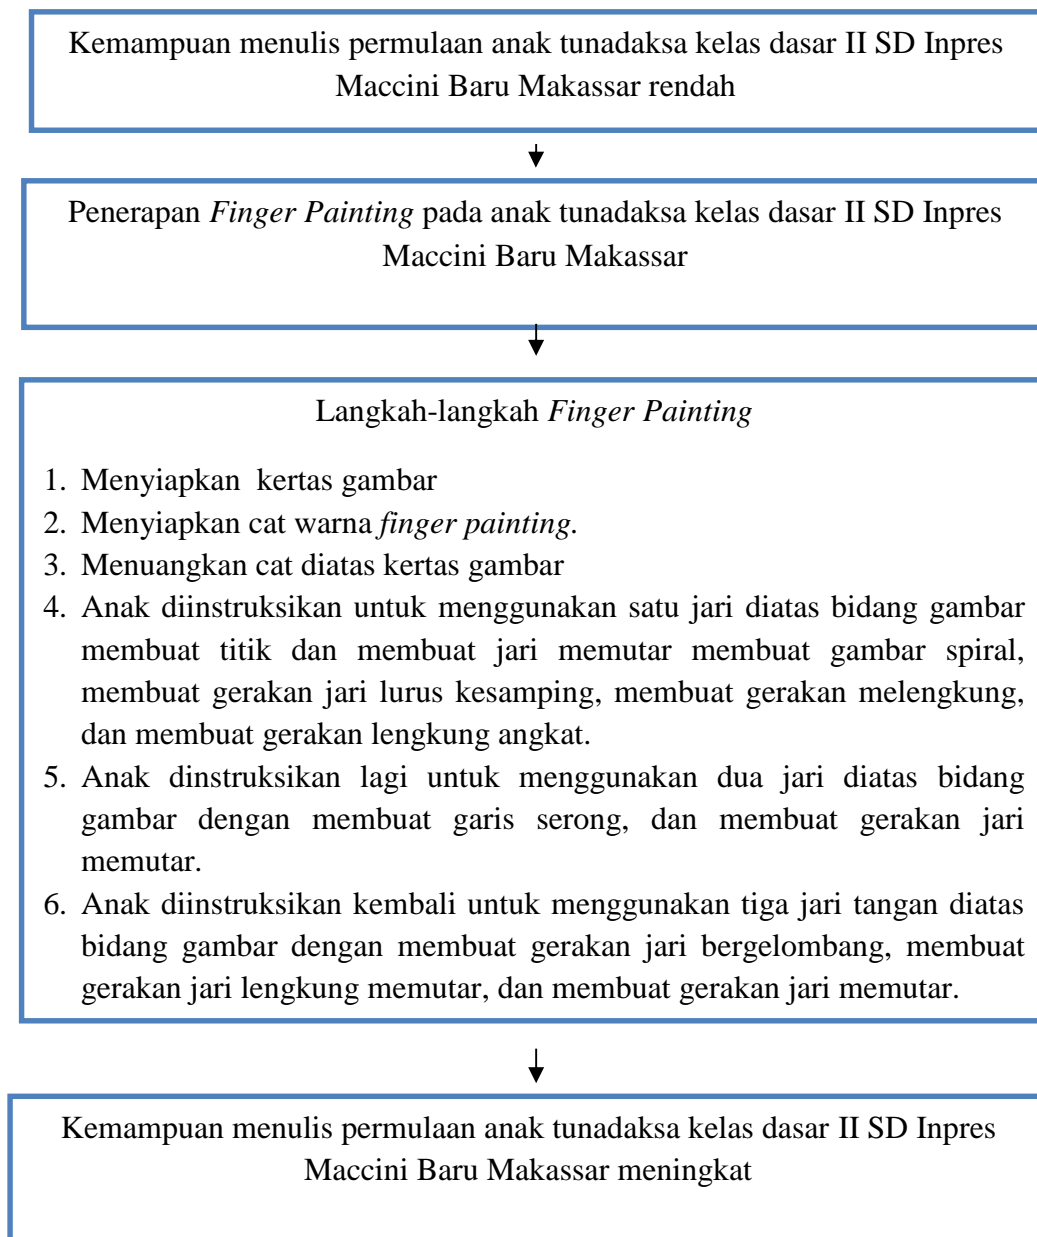 Kemampuan menulis permulaan anak tunadaksa kelas dasar II SD Inpres
Maccini Baru Makassar rendah
Penerapan Finger Painting pada anak tunadaksa kelas dasar II SD Inpres
Maccini Baru Makassar
Langkah-langkah Finger Painting
1. Menyiapkan kertas gambar
2. Menyiapkan cat warna finger painting.
3. Menuangkan cat diatas kertas gambar
4. Anak diinstruksikan untuk menggunakan satu jari diatas bidang gambar
membuat titik dan membuat jari memutar membuat gambar spiral,
membuat gerakan jari lurus kesamping, membuat gerakan melengkung,
dan membuat gerakan lengkung angkat.
5. Anak dinstruksikan lagi untuk menggunakan dua jari diatas bidang
gambar dengan membuat garis serong, dan membuat gerakan jari
memutar.
6. Anak diinstruksikan kembali untuk menggunakan tiga jari tangan diatas
bidang gambar dengan membuat gerakan jari bergelombang, membuat
gerakan jari lengkung memutar, dan membuat gerakan jari memutar.
Kemampuan menulis permulaan anak tunadaksa kelas dasar II SD Inpres
Maccini Baru Makassar meningkat